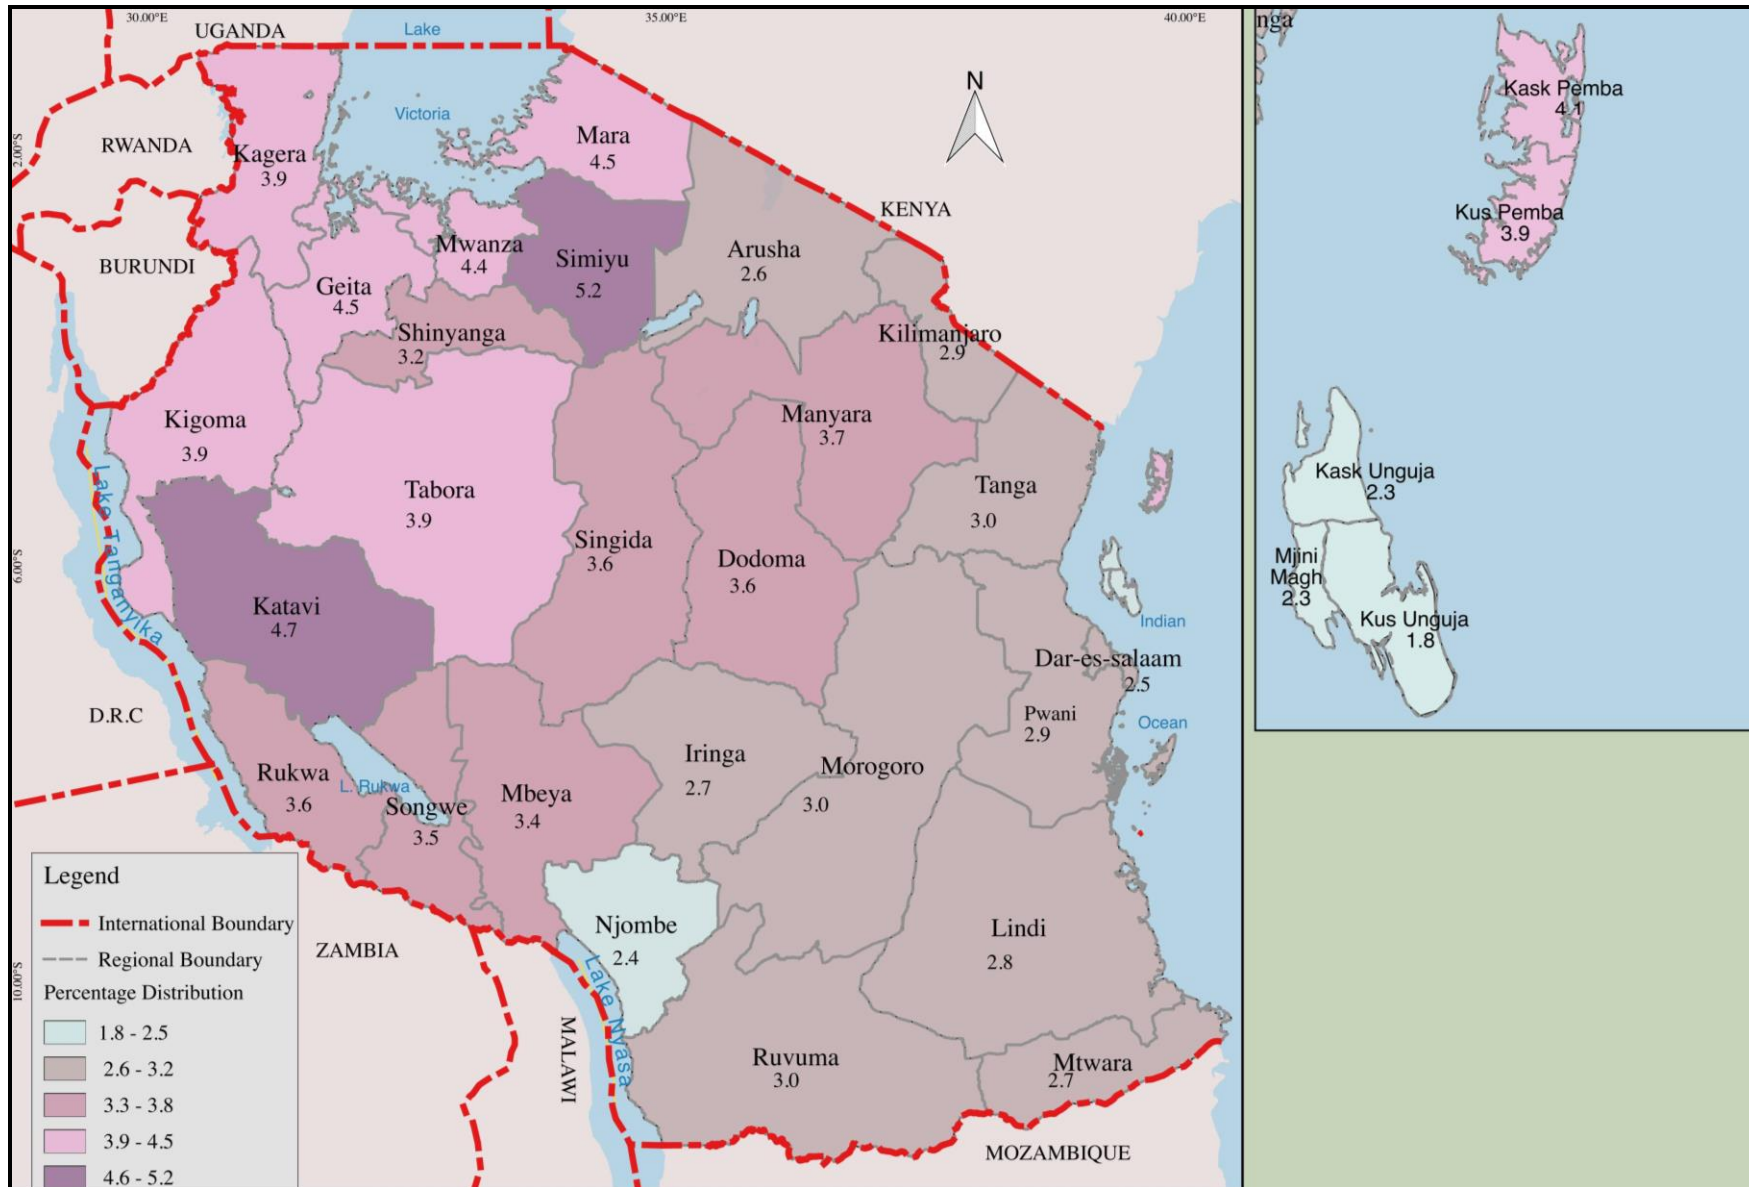 30.00°E
35.00°E
40.00°E
2.00°S
6.00°S
10.00°S
UGANDA
Lake
Victoria
RWANDA
BURUNDI
KENYA
N
Kagera
3.9
Mara
4.5
Mwanza
4.4
Simiyu
5.2
Geita
4.5
Arusha
2.6
Shinyanga
3.2
Kilimanjaro
2.9
Kigoma
3.9
Manyara
3.7
Tabora
3.9
Tanga
3.0
Singida
3.6
Dodoma
3.6
Katavi
4.7
Lake Tanganyika
Indian
Ocean
Dar-es-salaam
2.5
Pwani
2.9
D.R.C
Iringa
2.7
Morogoro
3.0
Rukwa
3.6
L. Rukwa
Songwe
3.5
Mbeya
3.4
Njombe
2.4
Lindi
2.8
ZAMBIA
Lake Nyasa
MALAWI
Ruvuma
3.0
Mtwara
2.7
MOZAMBIQUE
Legend
International Boundary
Regional Boundary
Percentage Distribution
1.8 - 2.5
2.6 - 3.2
3.3 - 3.8
3.9 - 4.5
4.6 - 5.2
nga
Kask Pemba
4.1
Kus Pemba
3.9
Kask Unguja
2.3
Mjini
Magh
2.3
Kus Unguja
1.8